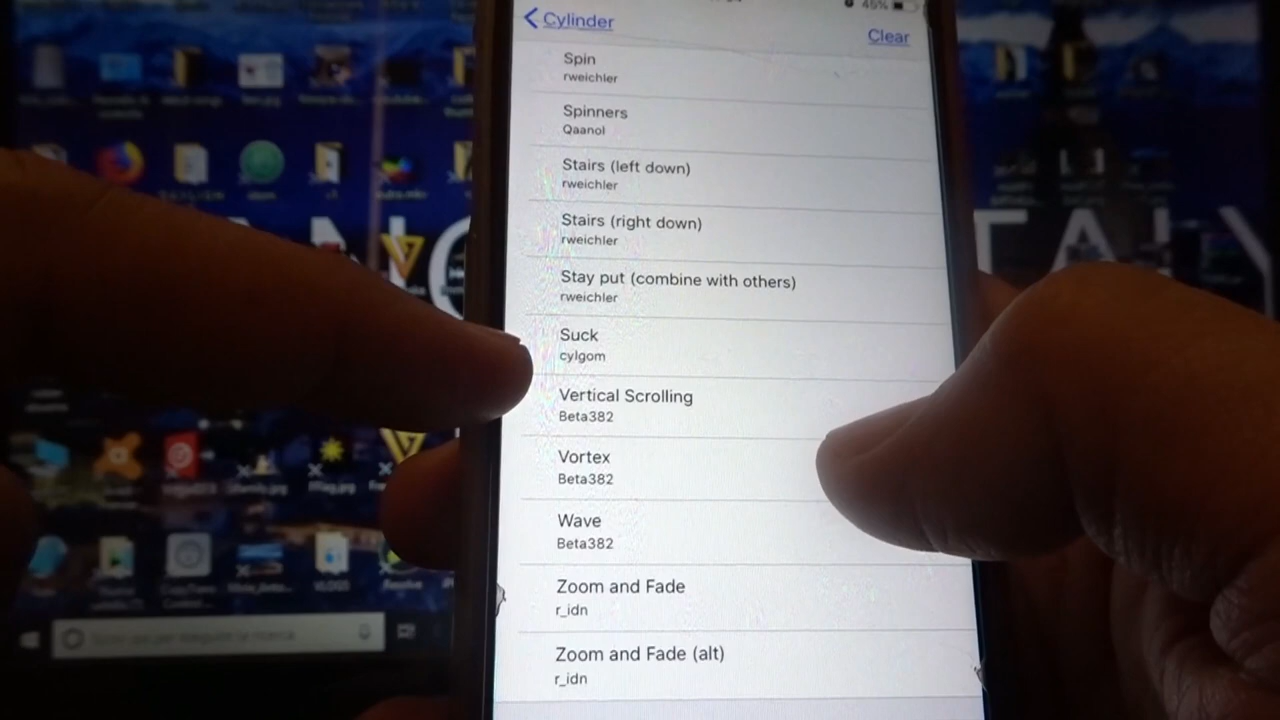 45%
Cylinder
Clear
Spin
rweichler
Spinners
Qaanol
Stairs (left down)
rweichler
Stairs (right down)
rweichler
Stay put (combine with others)
rweichler
Suck
cylgom
Vertical Scrolling
Beta382
Vortex
Beta382
Wave
Beta382
Zoom and Fade
r_idn
Zoom and Fade (alt)
r_idn